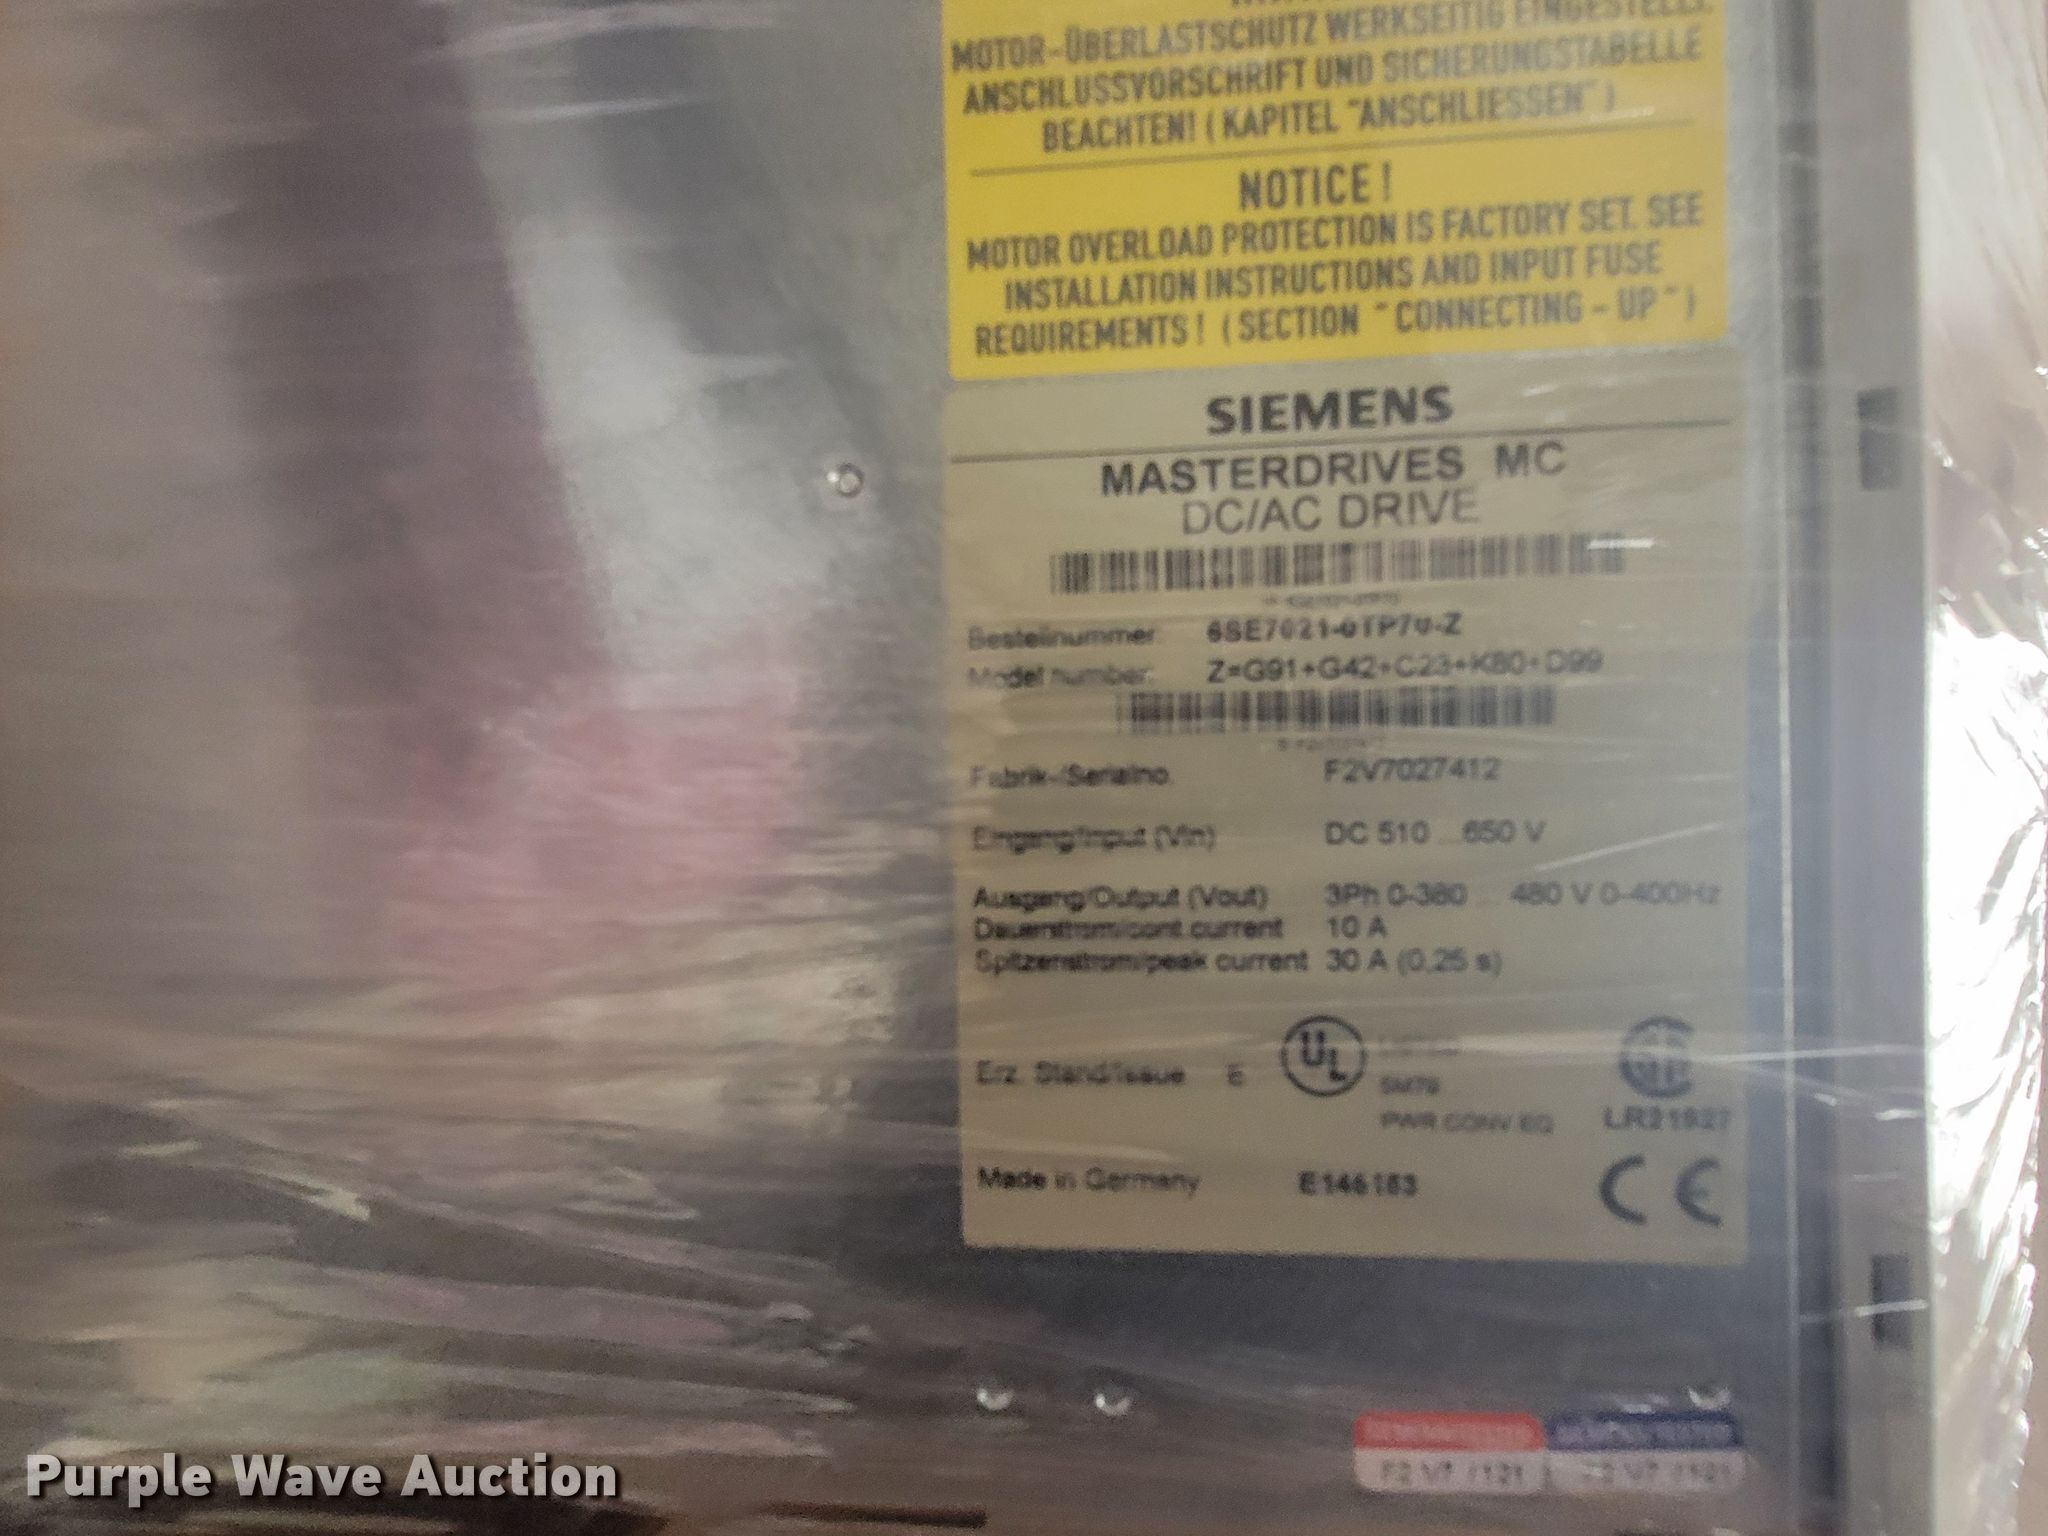 MOTOR-ÜBERLASTSCHUTZ WERKSEITIG EINGESTELLT.
ANSCHLUSSVORSCHRIFT UND SICHERUNGSTABELLE
BEACHTEN! ( KAPITEL "ANSCHLIESSEN" )
NOTICE !
MOTOR OVERLOAD PROTECTION IS FACTORY SET. SEE
INSTALLATION INSTRUCTIONS AND INPUT FUSE
REQUIREMENTS ! ( SECTION " CONNECTING - UP " )
SIEMENS
MASTERDRIVES MC
DC/AC DRIVE
Bestellnummer: 6SE7021-0TP70-Z
Model number: Z=G91+G42+C23+K80+D99
Fabrik-/Serialno. F2V7027412
Eingang/Input (Vin) DC 510 ... 650 V
Ausgang/Output (Vout) 3Ph 0-380 ... 480 V 0-400Hz
Dauerstrom/cont.current 10 A
Spitzenstrom/peak current 30 A (0,25 s)
Erz. Stand/Issue E UL LISTED
5M78
PWR CONV EQ LR21927
Made in Germany E146183 CE
Purple Wave Auction